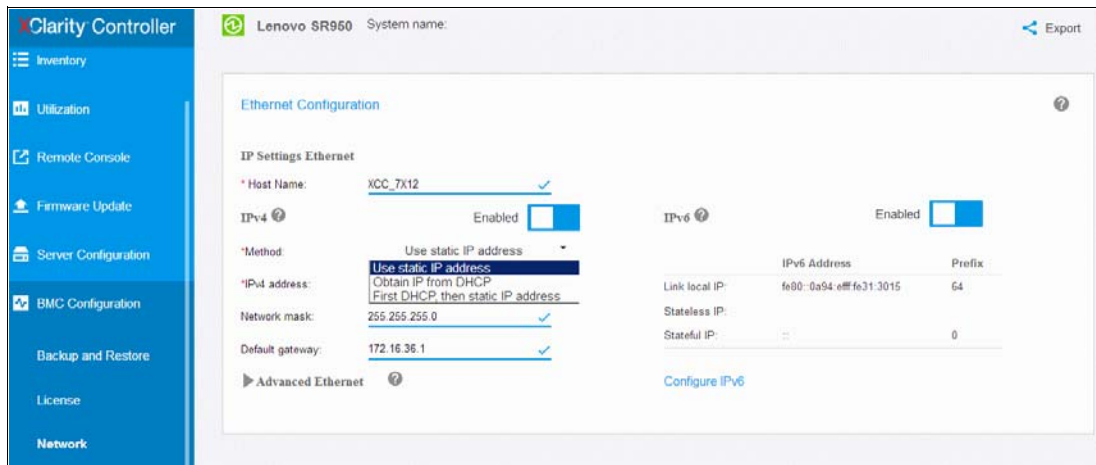 XClarity Controller
Lenovo SR950 System name:
Export
Inventory
Utilization
Remote Console
Firmware Update
Server Configuration
BMC Configuration
Backup and Restore
License
Network
Ethernet Configuration
IP Settings Ethernet
* Host Name: XCC_7X12
IPv4 Enabled
*Method: Use static IP address
Use static IP address
Obtain IP from DHCP
First DHCP, then static IP address
*IPv4 address:
Network mask: 255.255.255.0
Default gateway: 172.16.36.1
Advanced Ethernet
IPv6 Enabled
IPv6 Address Prefix
Link local IP: fe80::0a94:efff:fe31:3015 64
Stateless IP:
Stateful IP: :: 0
Configure IPv6